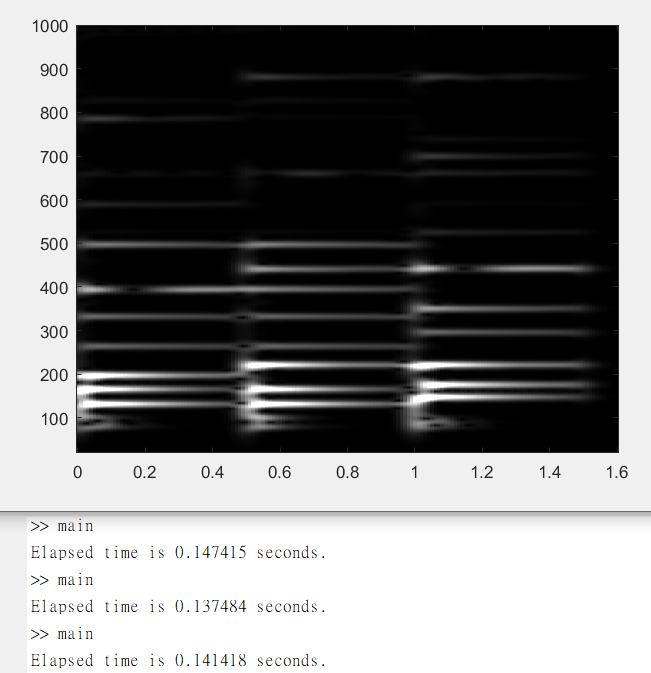 1000
900
800
700
600
500
400
300
200
100
0 0.2 0.4 0.6 0.8 1 1.2 1.4 1.6
>> main
Elapsed time is 0.147415 seconds.
>> main
Elapsed time is 0.137484 seconds.
>> main
Elapsed time is 0.141418 seconds.